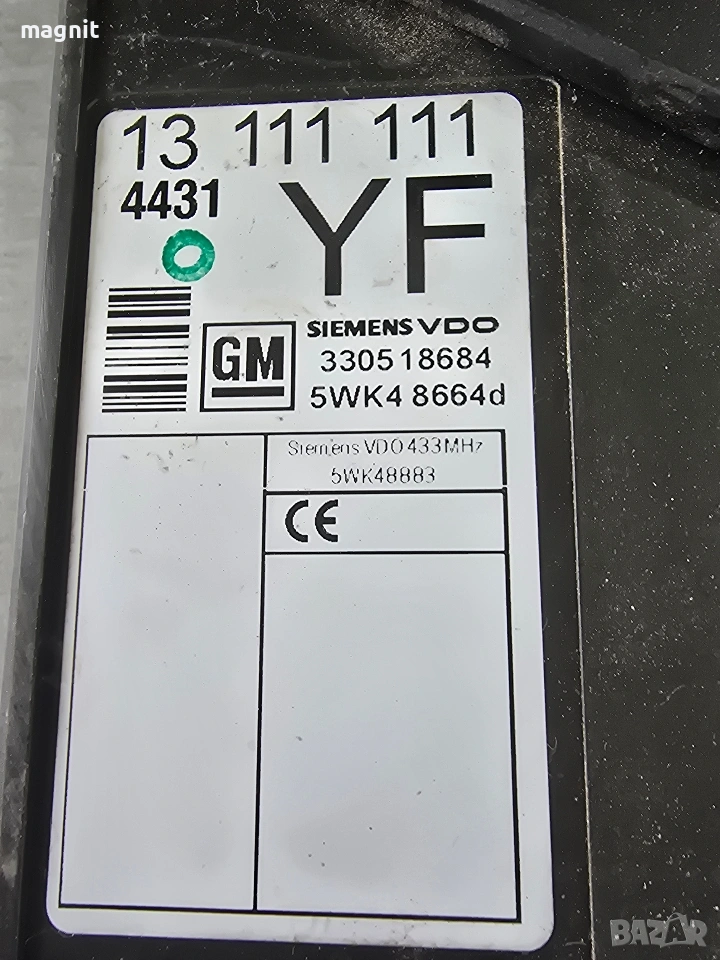 magnit
13 111 111
4431
YF
GM
SIEMENS VDO
330518684
5WK4 8664d
Siemens VDO 433MHz
5WK48883
CE
BAZAR